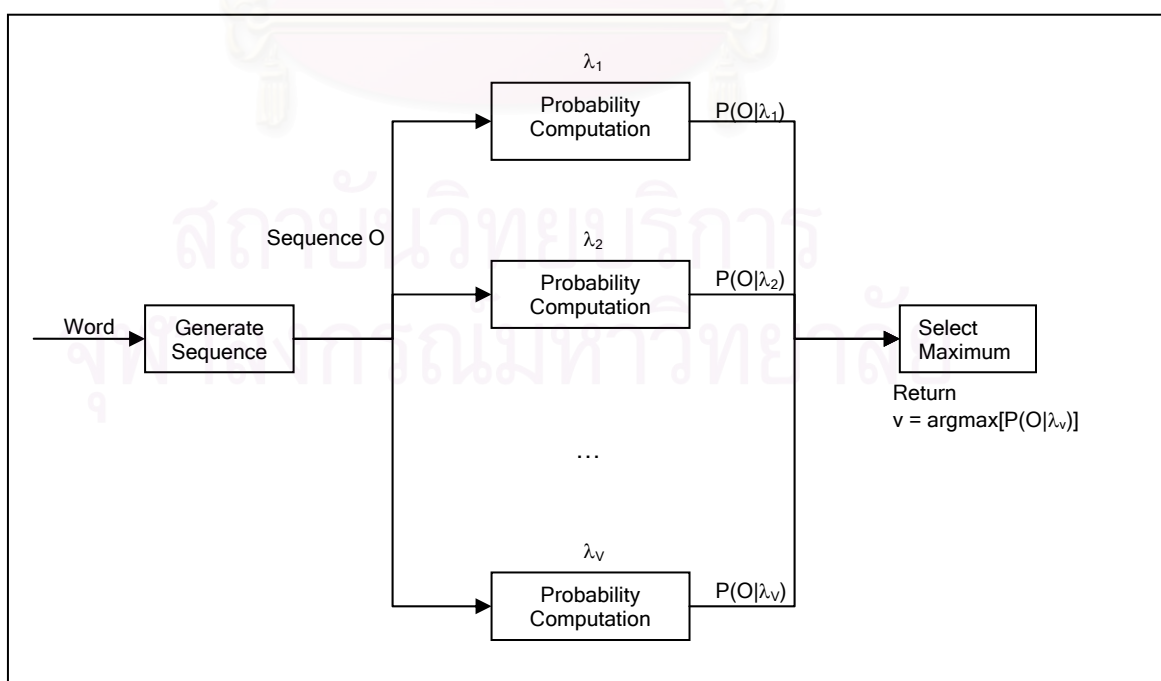 λ1
Probability
Computation
P(O|λ1)
Sequence O
λ2
Probability
Computation
P(O|λ2)
สถาบันวิทยบริการ
Word
Generate
Sequence
Select
Maximum
จุฬาลงกรณ์มหาวิทยาลัย
Return
v = argmax[P(O|λv)]
...
λV
Probability
Computation
P(O|λV)